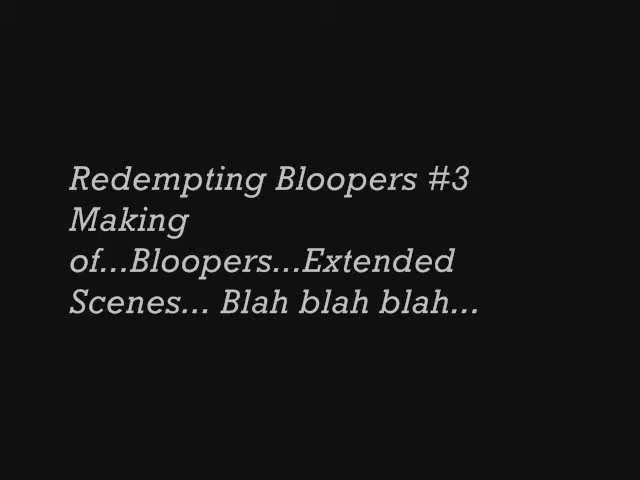 Redempting Bloopers #3
Making
of...Bloopers...Extended
Scenes... Blah blah blah...